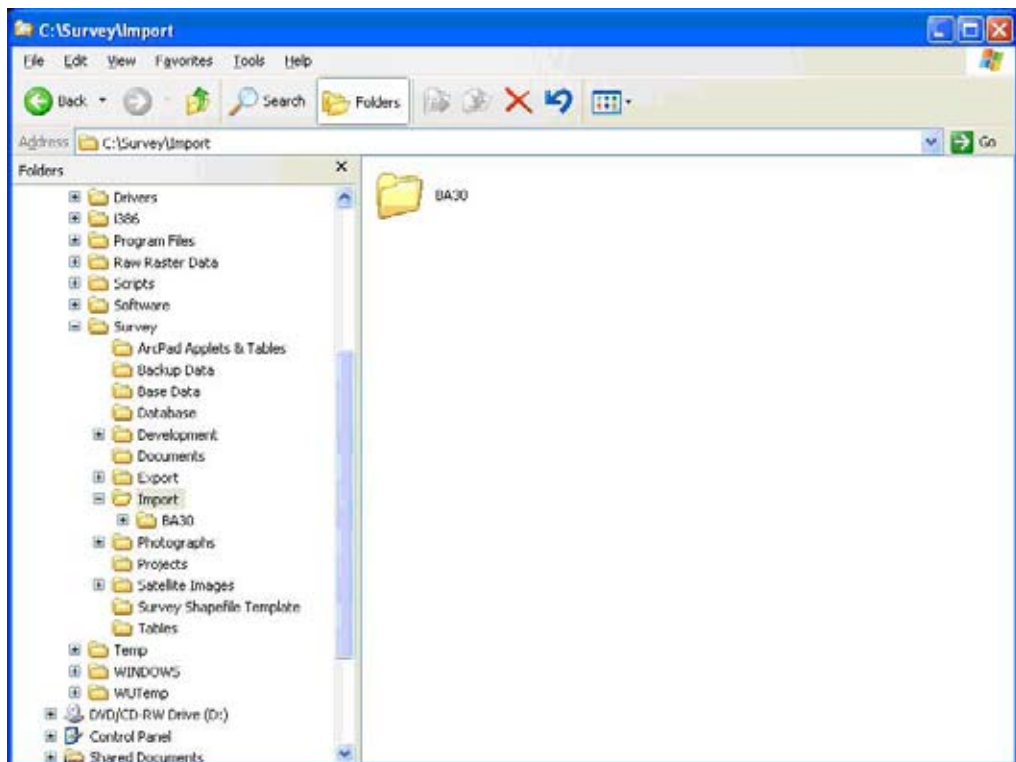 C:\Survey\Import
File Edit View Favorites Tools Help
Back Search Folders
Address C:\Survey\Import Go
Folders
BA30
Drivers
I386
Program Files
Raw Raster Data
Scripts
Software
Survey
ArcPad Applets & Tables
Backup Data
Base Data
Database
Development
Documents
Export
Import
BA30
Photographs
Projects
Satellite Images
Survey Shapefile Template
Tables
Temp
WINDOWS
WUTemp
DVD/CD-RW Drive (D:)
Control Panel
Shared Documents